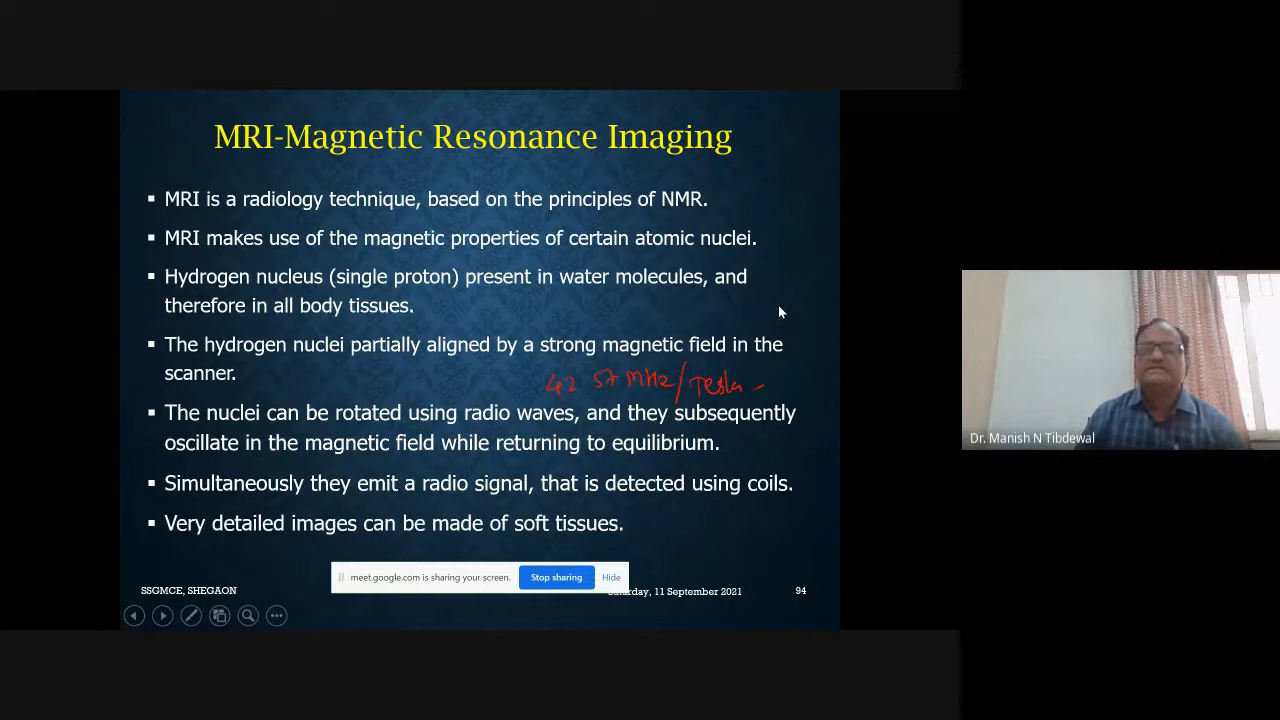 MRI-Magnetic Resonance Imaging
▪ MRI is a radiology technique, based on the principles of NMR.
▪ MRI makes use of the magnetic properties of certain atomic nuclei.
▪ Hydrogen nucleus (single proton) present in water molecules, and
therefore in all body tissues.
▪ The hydrogen nuclei partially aligned by a strong magnetic field in the
scanner.
42 57 MHz/Tesla
▪ The nuclei can be rotated using radio waves, and they subsequently
oscillate in the magnetic field while returning to equilibrium.
▪ Simultaneously they emit a radio signal, that is detected using coils.
▪ Very detailed images can be made of soft tissues.
meet.google.com is sharing your screen. Stop sharing Hide
SSGMCE, SHEGAON Saturday, 11 September 2021 94
Dr. Manish N Tibdewal